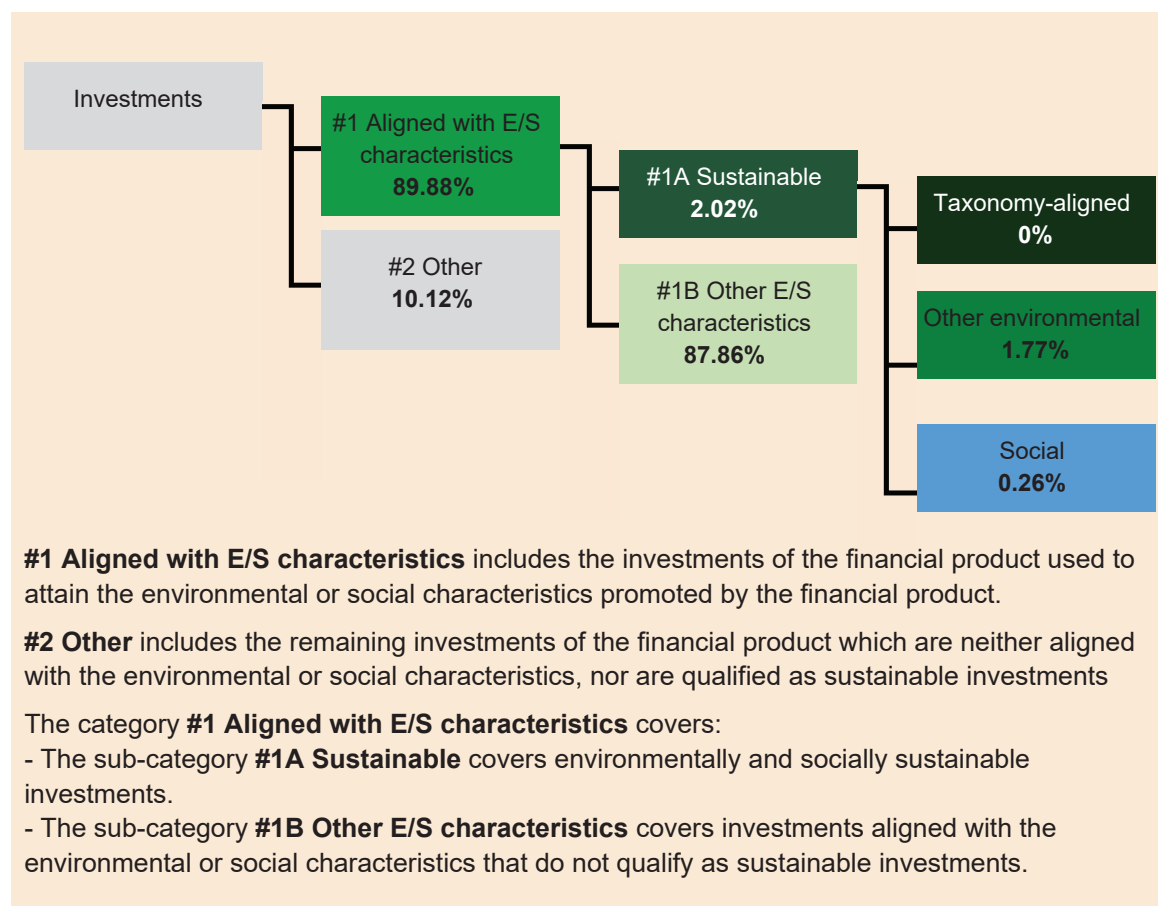 Investments
#1 Aligned with E/S
characteristics
89.88%
#2 Other
10.12%
#1A Sustainable
2.02%
#1B Other E/S
characteristics
87.86%
Taxonomy-aligned
0%
Other environmental
1.77%
Social
0.26%
#1 Aligned with E/S characteristics includes the investments of the financial product used to
attain the environmental or social characteristics promoted by the financial product.
#2 Other includes the remaining investments of the financial product which are neither aligned
with the environmental or social characteristics, nor are qualified as sustainable investments
The category #1 Aligned with E/S characteristics covers:
- The sub-category #1A Sustainable covers environmentally and socially sustainable
investments.
- The sub-category #1B Other E/S characteristics covers investments aligned with the
environmental or social characteristics that do not qualify as sustainable investments.